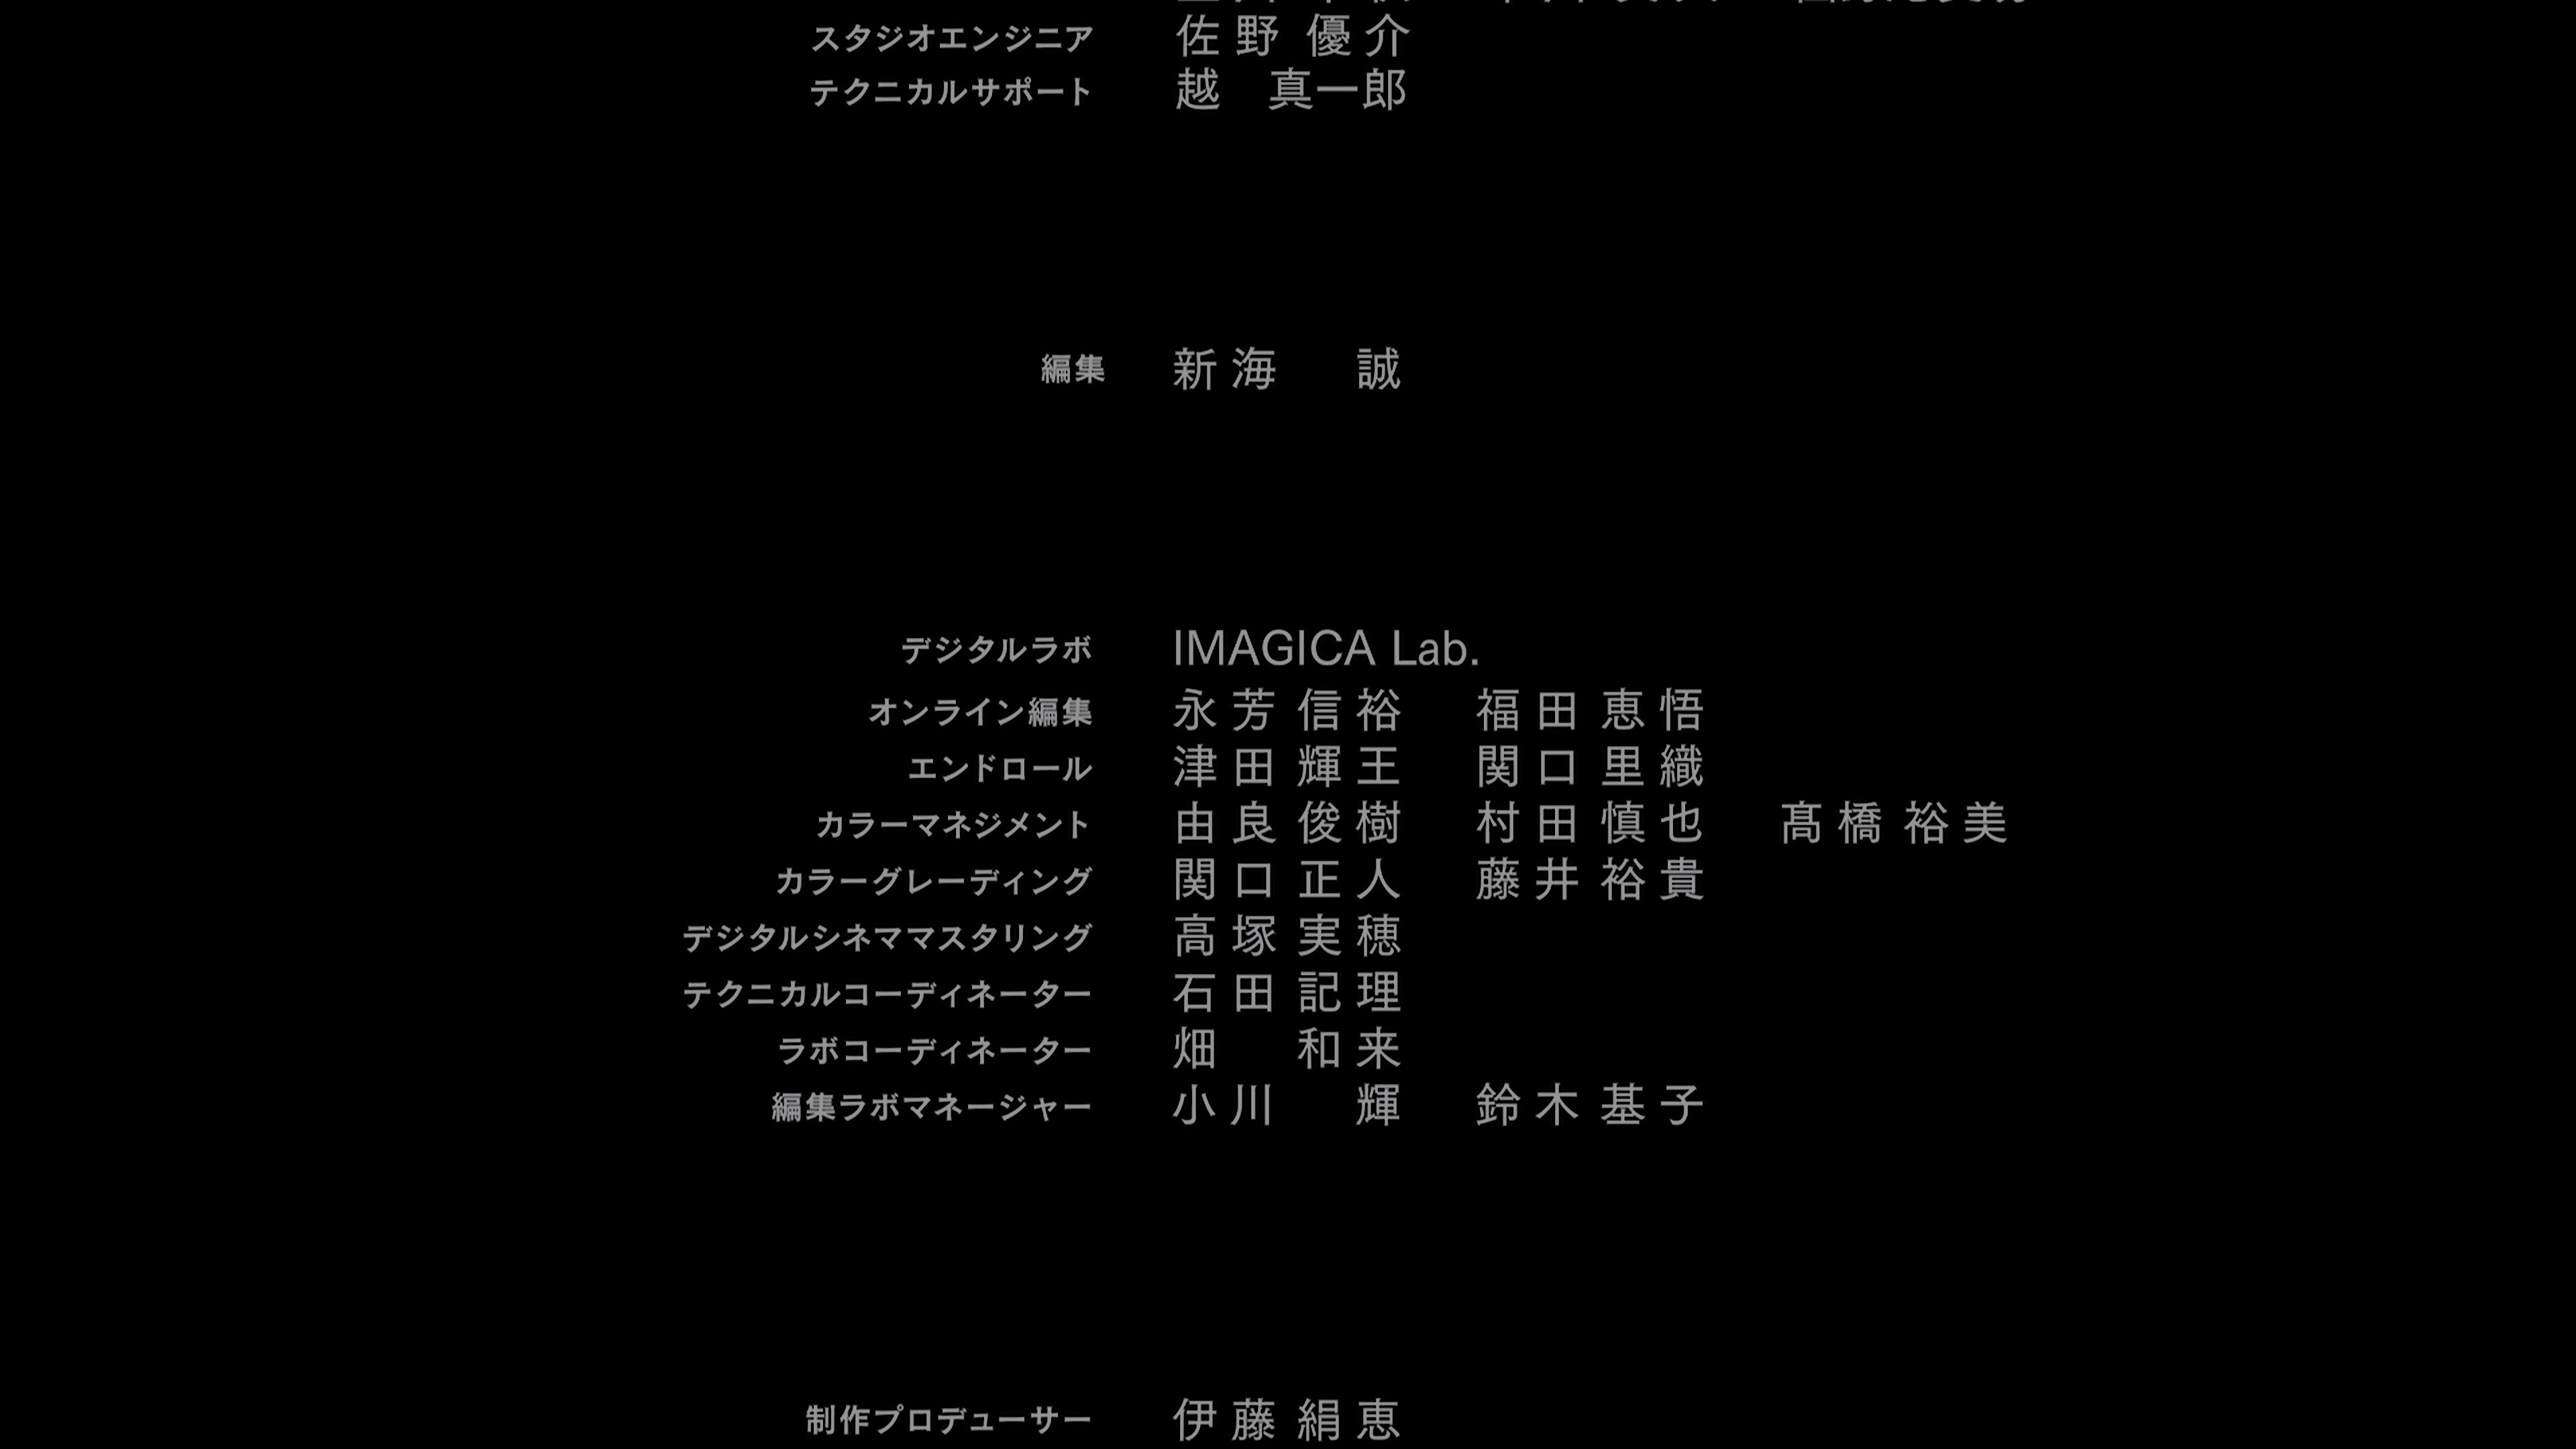 スタジオエンジニア 佐野 優介
テクニカルサポート 越 真一郎
編集 新海 誠
デジタルラボ IMAGICA Lab.
オンライン編集 永芳信裕 福田恵悟
エンドロール 津田輝王 関口里織
カラーマネジメント 由良俊樹 村田慎也 髙橋裕美
カラーグレーディング 関口正人 藤井裕貴
デジタルシネママスタリング 高塚実穂
テクニカルコーディネーター 石田記理
ラボコーディネーター 畑 和来
編集ラボマネージャー 小川 輝 鈴木基子
制作プロデューサー 伊藤絹恵